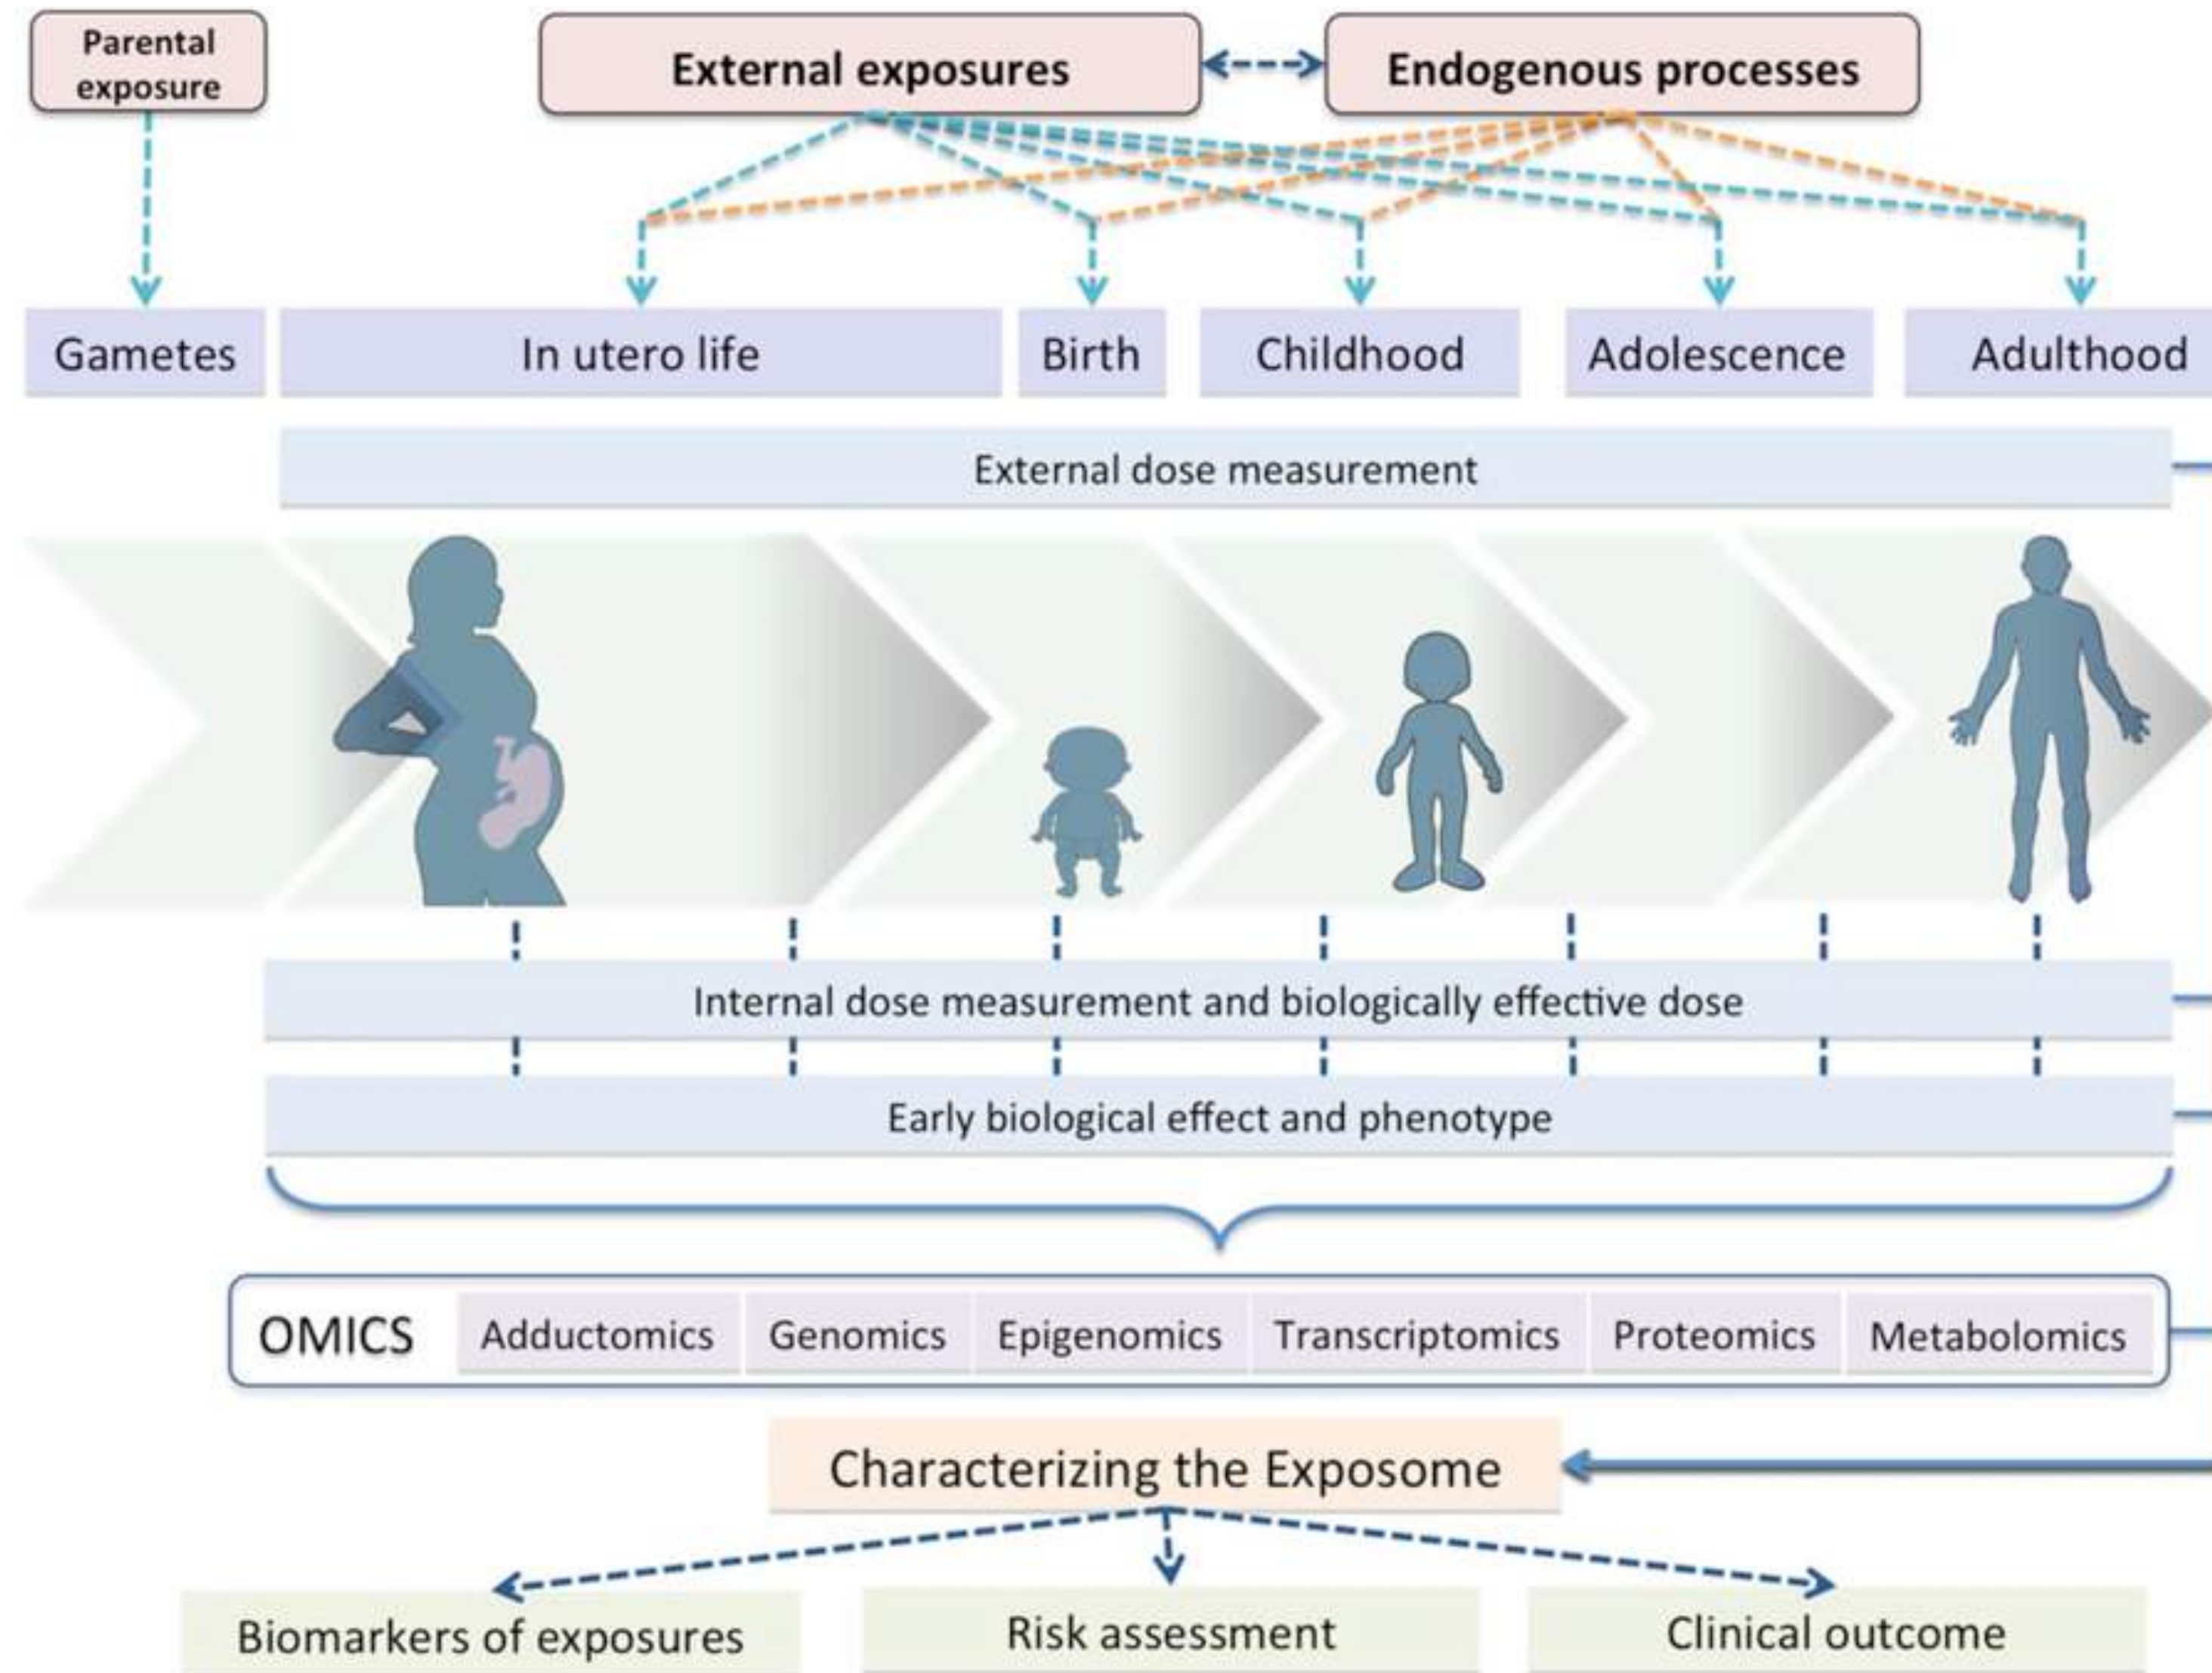 Parental
exposure
External exposures
Endogenous processes
Gametes
In utero life
Birth
Childhood
Adolescence
Adulthood
External dose measurement
Internal dose measurement and biologically effective dose
Early biological effect and phenotype
OMICS
Adductomics
Genomics
Epigenomics
Transcriptomics
Proteomics
Metabolomics
Characterizing the Exposome
Biomarkers of exposures
Risk assessment
Clinical outcome